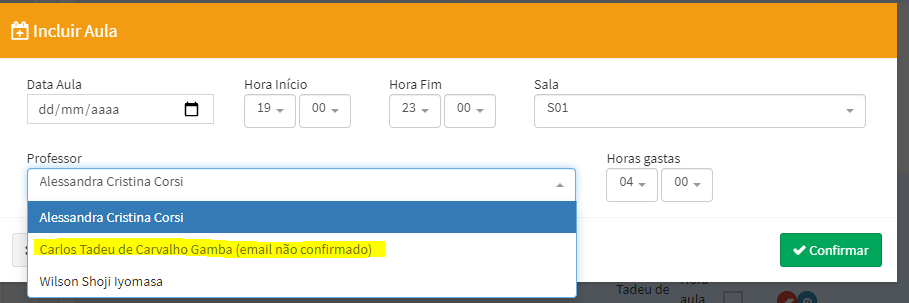 Incluir Aula
Data Aula Hora Início Hora Fim Sala
dd/mm/aaaa 19 00 23 00 S01
Professor Horas gastas
Alessandra Cristina Corsi 04 00
Alessandra Cristina Corsi
Carlos Tadeu de Carvalho Gamba (email não confirmado)
Confirmar
Wilson Shoji Iyomasa
Tadeu de
aula